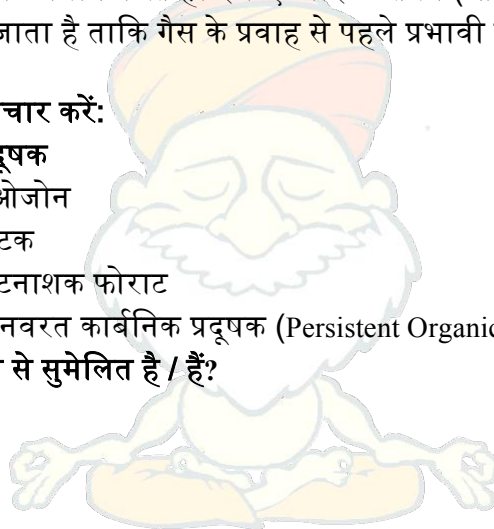 जाता है ताकि गैस के प्रवाह से पहले प्रभावी
चार करें:
दूषक
ओजोन
टक
टनाशक फोराट
नवरत कार्बनिक प्रदूषक (Persistent Organic
से सुमेलित है / हैं?